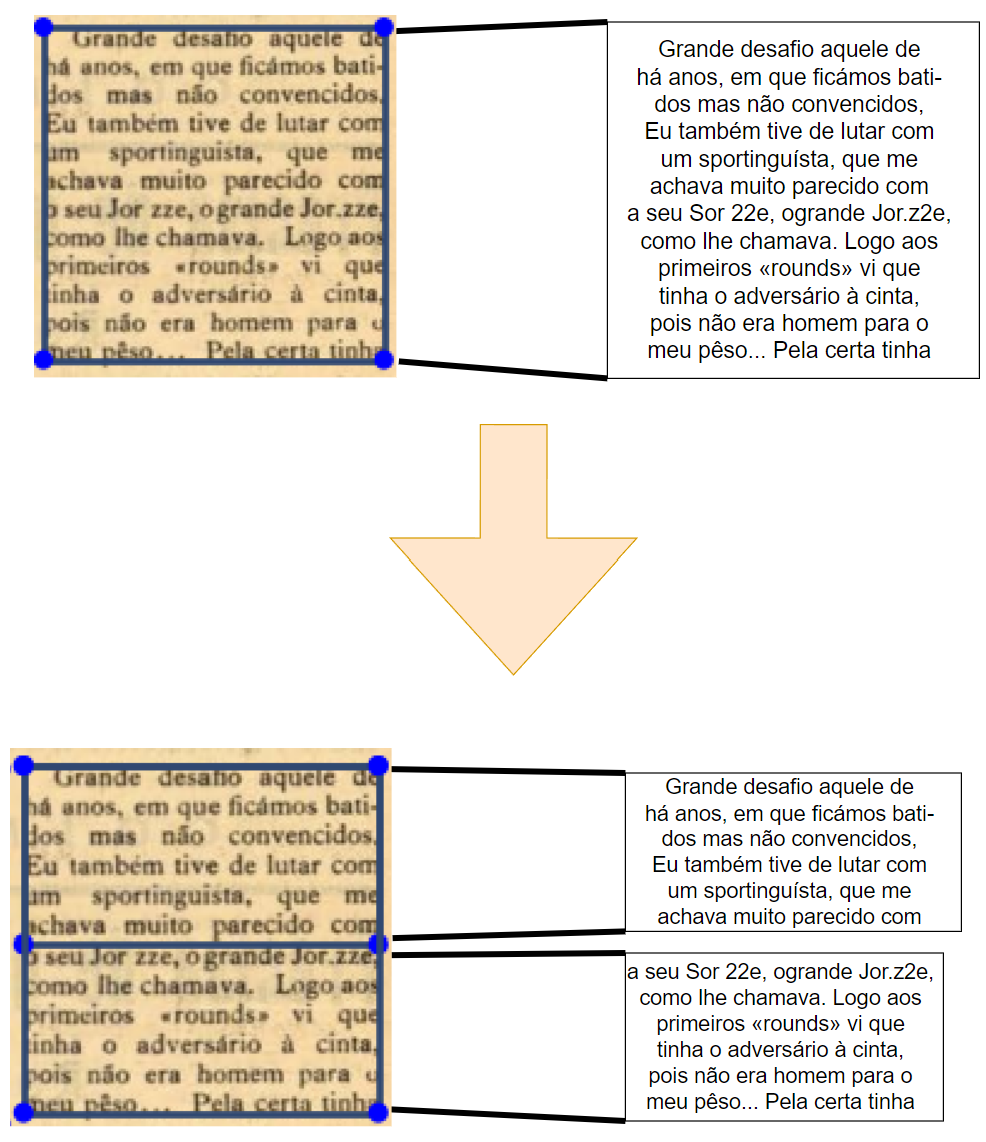 Grande desafio aquele de
há anos, em que ficámos bati-
dos mas não convencidos.
Eu também tive de lutar com
um sportinguista, que me
achava muito parecido com
o seu Jor zze, o grande Jor.zze,
como lhe chamava. Logo aos
primeiros «rounds» vi que
tinha o adversário à cinta,
pois não era homem para o
meu pêso... Pela certa tinha
Grande desafio aquele de
há anos, em que ficámos bati-
dos mas não convencidos,
Eu também tive de lutar com
um sportinguísta, que me
achava muito parecido com
a seu Sor 22e, ogrande Jor.z2e,
como lhe chamava. Logo aos
primeiros «rounds» vi que
tinha o adversário à cinta,
pois não era homem para o
meu pêso... Pela certa tinha
Grande desafio aquele de
há anos, em que ficámos bati-
dos mas não convencidos.
Eu também tive de lutar com
um sportinguista, que me
achava muito parecido com
o seu Jor zze, o grande Jor.zze,
como lhe chamava. Logo aos
primeiros «rounds» vi que
tinha o adversário à cinta,
pois não era homem para o
meu pêso... Pela certa tinha
Grande desafio aquele de
há anos, em que ficámos bati-
dos mas não convencidos,
Eu também tive de lutar com
um sportinguísta, que me
achava muito parecido com
a seu Sor 22e, ogrande Jor.z2e,
como lhe chamava. Logo aos
primeiros «rounds» vi que
tinha o adversário à cinta,
pois não era homem para o
meu pêso... Pela certa tinha